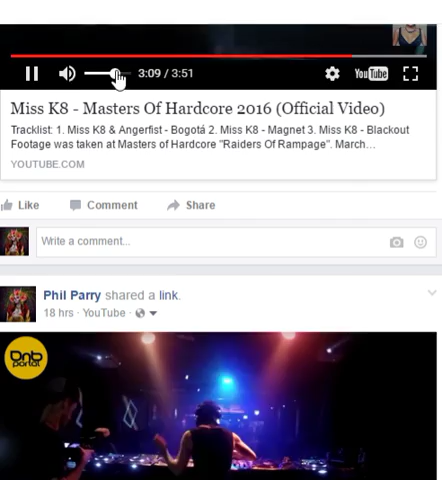 3:09 / 3:51
YouTube
Miss K8 - Masters Of Hardcore 2016 (Official Video)
Tracklist: 1. Miss K8 & Angerfist - Bogotá 2. Miss K8 - Magnet 3. Miss K8 - Blackout
Footage was taken at Masters of Hardcore "Raiders Of Rampage". March...
YOUTUBE.COM
Like Comment Share
Write a comment...
Phil Parry shared a link.
18 hrs · YouTube ·
DnB
portal